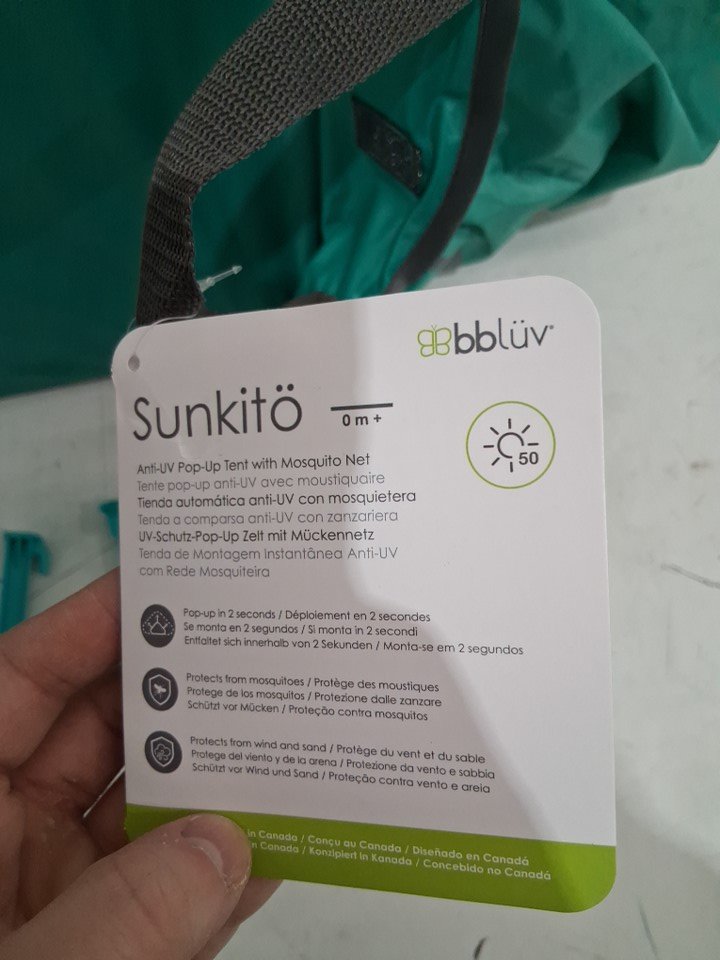 bblüv®
Sunkitö
0 m +
50
Anti-UV Pop-Up Tent with Mosquito Net
Tente pop-up anti-UV avec moustiquaire
Tienda automática anti-UV con mosquietera
Tenda a comparsa anti-UV con zanzariera
UV-Schutz-Pop-Up Zelt mit Mückennetz
Tenda de Montagem Instantânea Anti-UV
com Rede Mosquiteira
Pop-up in 2 seconds / Déploiement en 2 secondes
Se monta en 2 segundos / Si monta in 2 secondi
Entfaltet sich innerhalb von 2 Sekunden / Monta-se em 2 segundos
Protects from mosquitoes / Protège des moustiques
Protege de los mosquitos / Protezione dalle zanzare
Schützt vor Mücken / Proteção contra mosquitos
Protects from wind and sand / Protège du vent et du sable
Protege del viento y de la arena / Protezione da vento e sabbia
Schützt vor Wind und Sand / Proteção contra vento e areia
in Canada / Conçu au Canada / Diseñado en Canadá
Canada / Konzipiert in Kanada / Concebido no Canadá